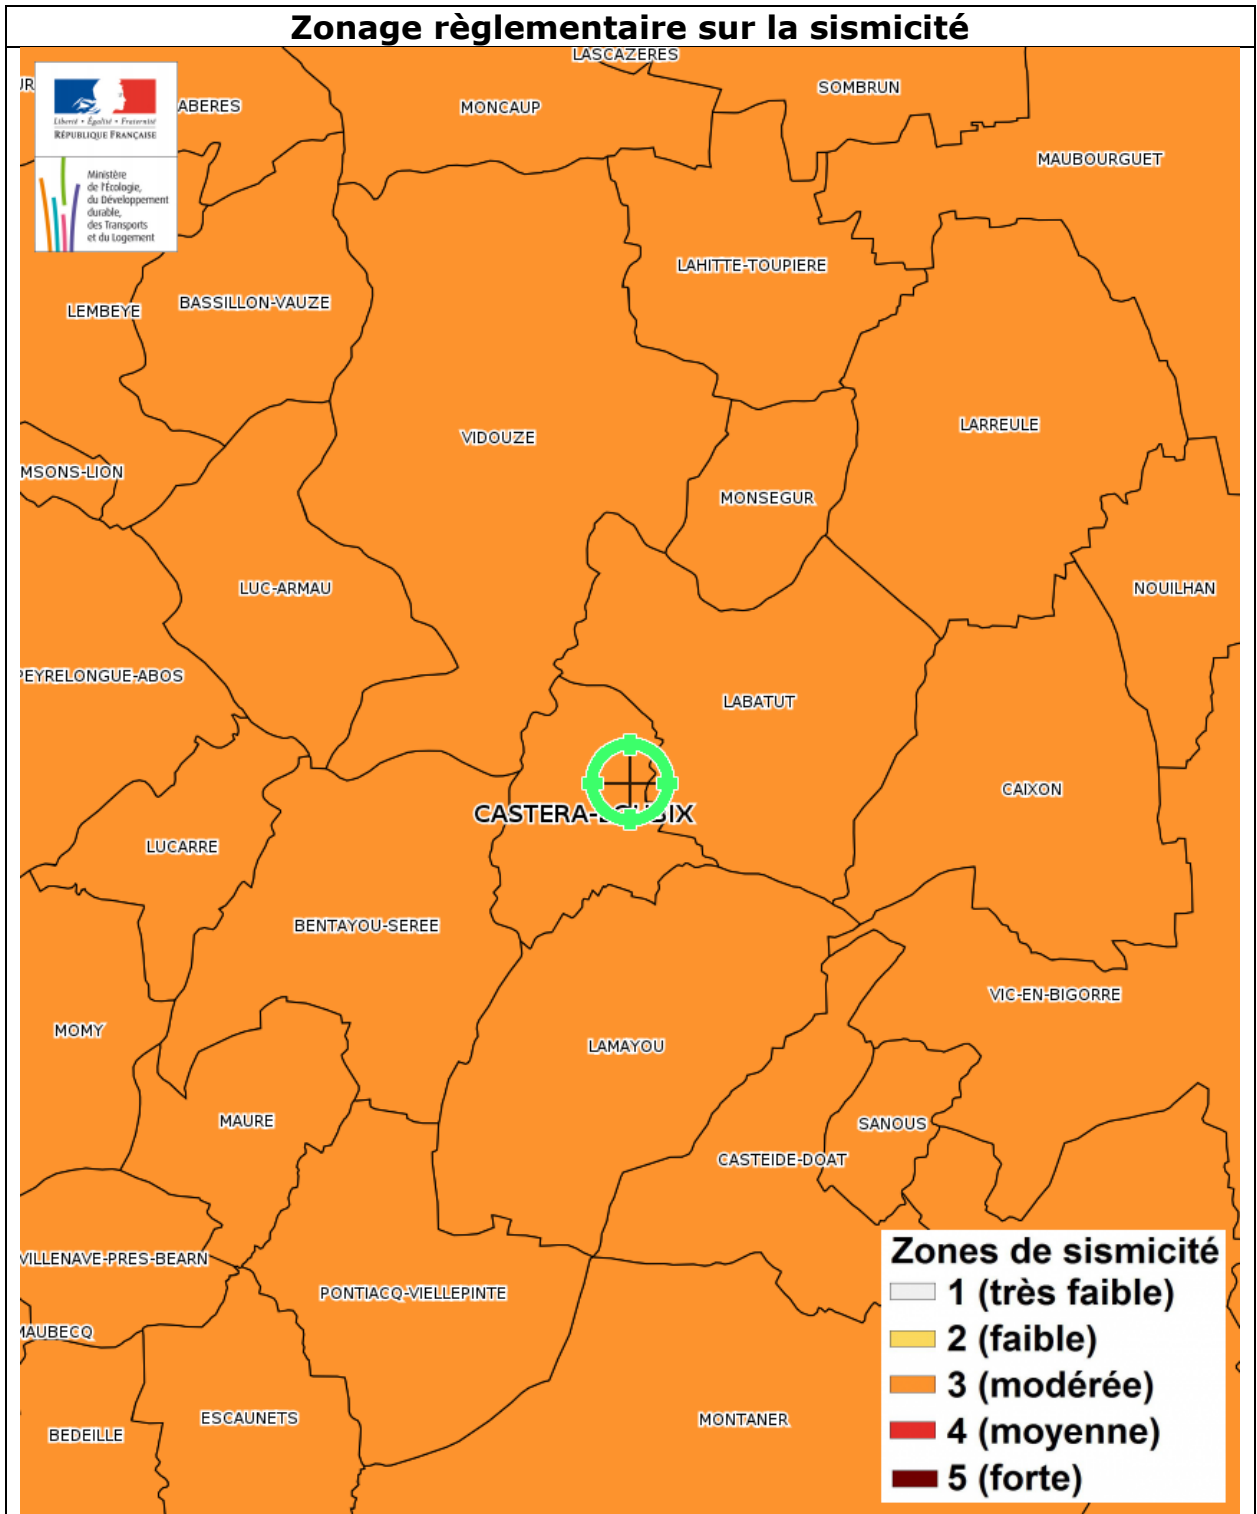 Zonage règlementaire sur la sismicité
LASCAZERES
SOMBRUN
MONCAUP
ABERES
Liberté • Égalité • Fraternité
RÉPUBLIQUE FRANÇAISE
MAUBOURGUET
Ministère
de l'Écologie,
du Développement
durable,
des Transports
et du Logement
LAHITTE-TOUPIERE
BASSILLON-VAUZE
LEMBEYE
LARREULE
VIDOUZE
MSONS-LION
MONSEGUR
LUC-ARMAU
NOUILHAN
PEYRELONGUE-ABOS
LABATUT
CAIXON
CASTERA-LOUBIX
LUCARRE
BENTAYOU-SEREE
VIC-EN-BIGORRE
MOMY
LAMAYOU
MAURE
SANOUS
CASTEIDE-DOAT
VILLENAVE-PRES-BEARN
PONTIACQ-VIELLEPINTE
MAUBECQ
ESCAUNETS
MONTANER
BEDEILLE
Zones de sismicité
1 (très faible)
2 (faible)
3 (modérée)
4 (moyenne)
5 (forte)